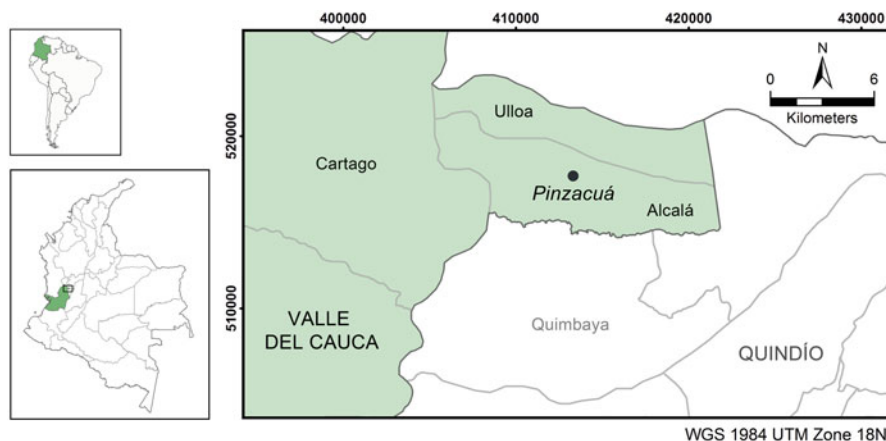 400000 410000 420000 430000
N
0 6
Kilometers
520000
510000
Ulloa
Cartago
Pinzacuá
Alcalá
VALLE
DEL CAUCA
Quimbaya
QUINDÍO
WGS 1984 UTM Zone 18N